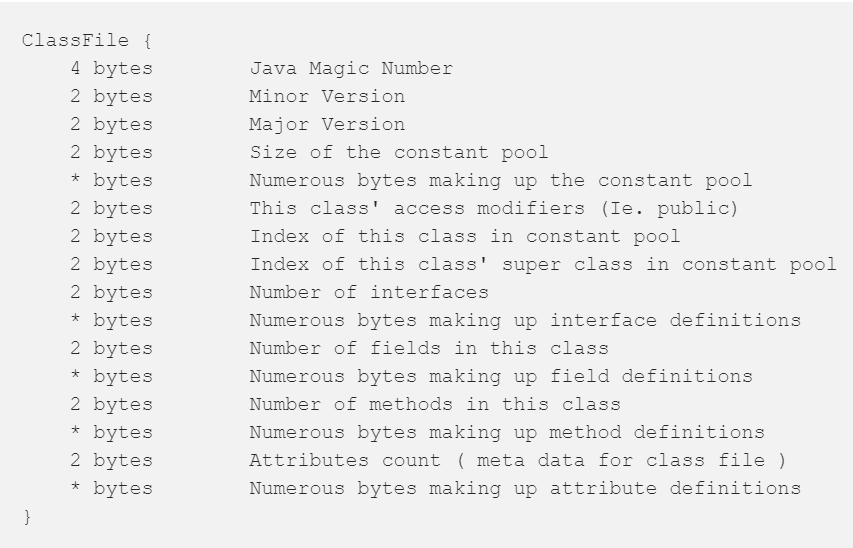 ClassFile {
    4 bytes        Java Magic Number
    2 bytes        Minor Version
    2 bytes        Major Version
    2 bytes        Size of the constant pool
    * bytes        Numerous bytes making up the constant pool
    2 bytes        This class' access modifiers (Ie. public)
    2 bytes        Index of this class in constant pool
    2 bytes        Index of this class' super class in constant pool
    2 bytes        Number of interfaces
    * bytes        Numerous bytes making up interface definitions
    2 bytes        Number of fields in this class
    * bytes        Numerous bytes making up field definitions
    2 bytes        Number of methods in this class
    * bytes        Numerous bytes making up method definitions
    2 bytes        Attributes count ( meta data for class file )
    * bytes        Numerous bytes making up attribute definitions
}